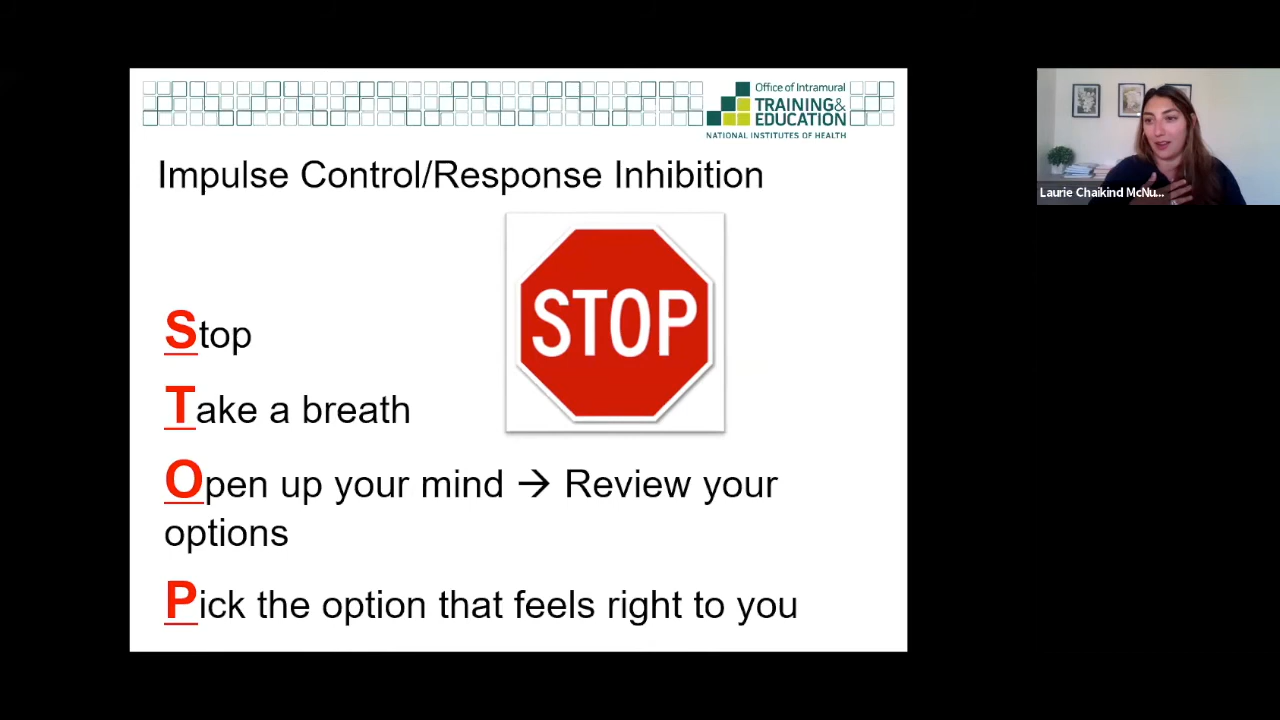 Office of Intramural
TRAINING&
EDUCATION
NATIONAL INSTITUTES OF HEALTH
Impulse Control/Response Inhibition
STOP
Stop
Take a breath
Open up your mind → Review your
options
Pick the option that feels right to you
Laurie Chaikind McNu...